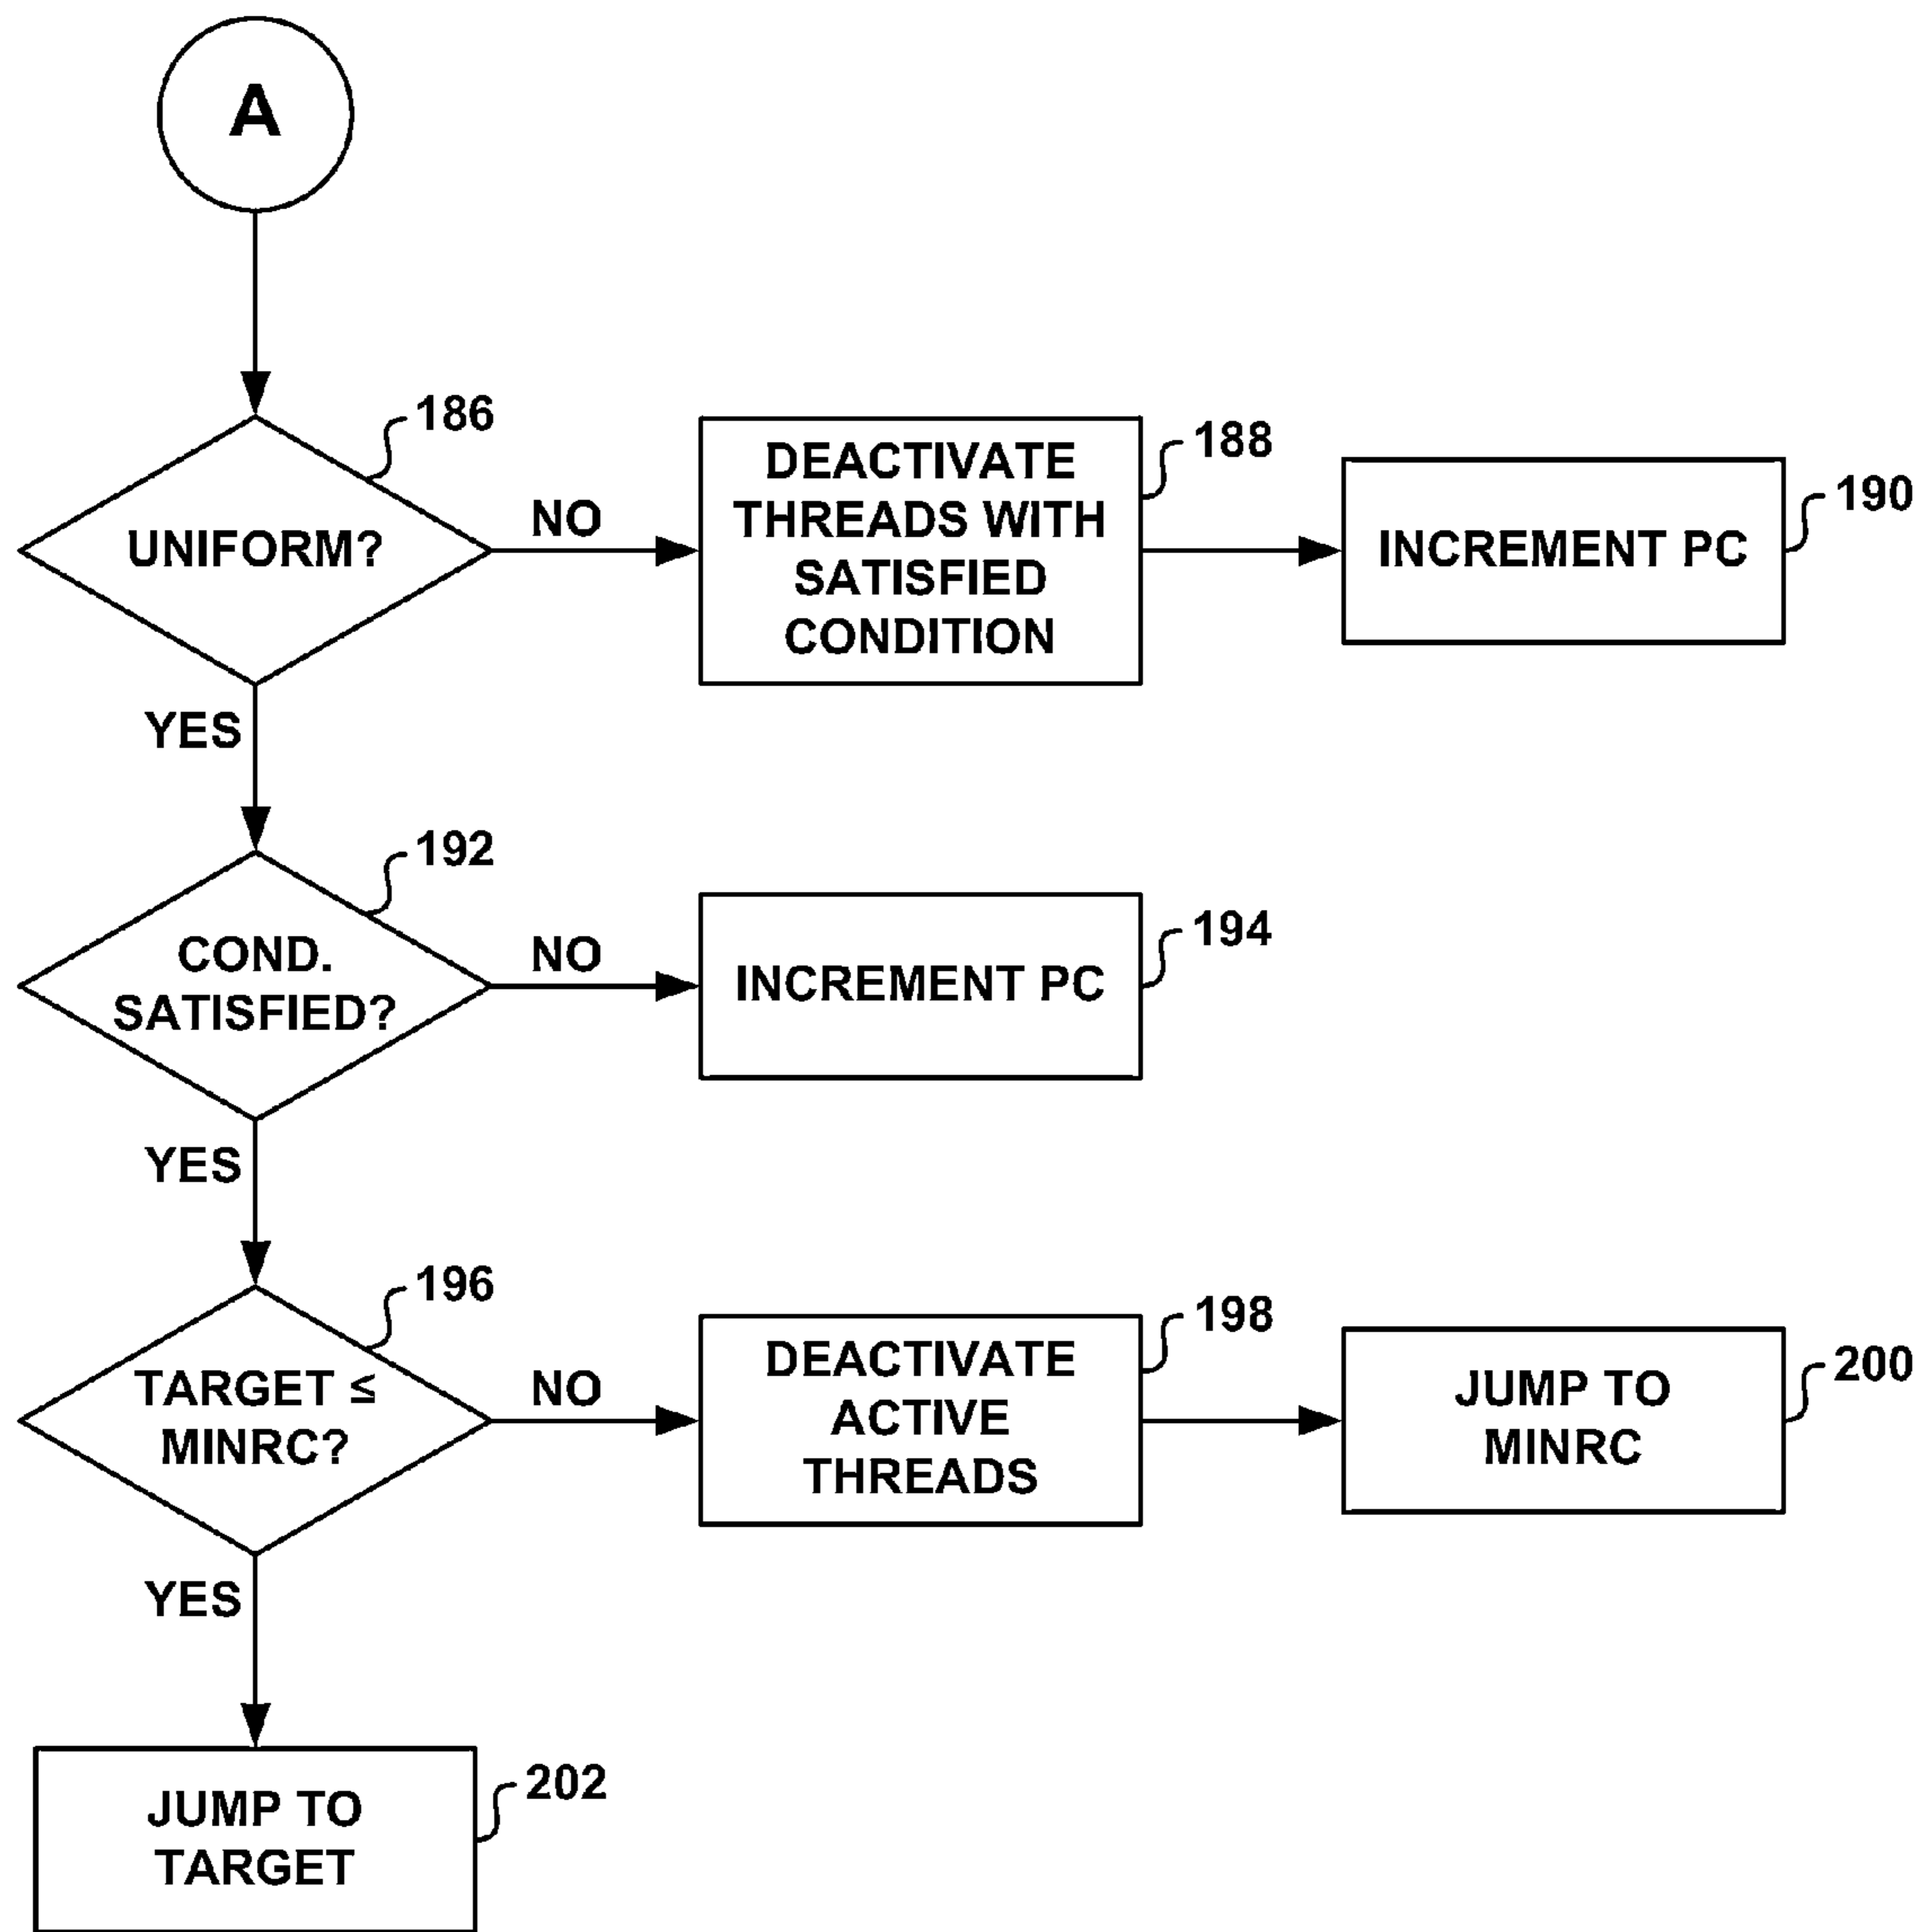 A
186
UNIFORM?
NO
DEACTIVATE
THREADS WITH
SATISFIED
CONDITION
188
INCREMENT PC
190
YES
192
COND.
SATISFIED?
NO
INCREMENT PC
194
YES
196
TARGET ≤
MINRC?
NO
DEACTIVATE
ACTIVE
THREADS
198
JUMP TO
MINRC
200
YES
JUMP TO
TARGET
202